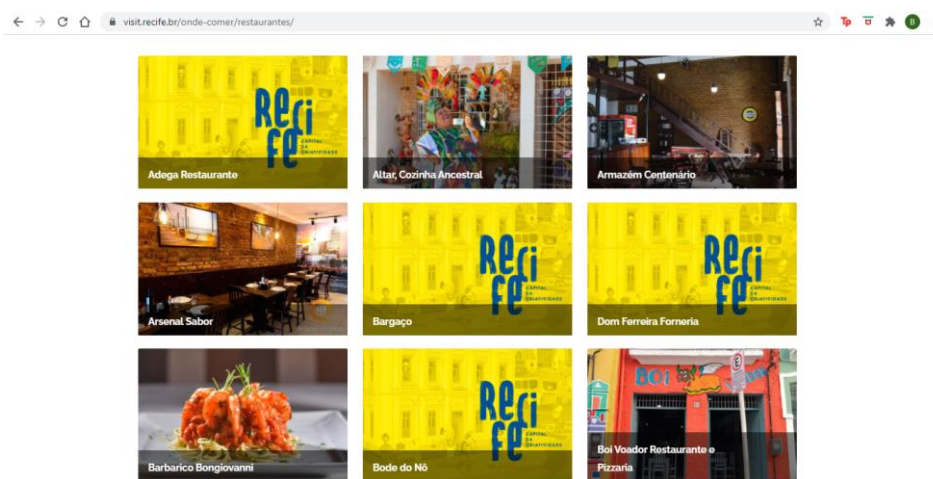 visit.recife.br/onde-comer/restaurantes/
Tp
B
Recife
CAPITAL
DA
CRIATIVIDADE
Adega Restaurante
Altar, Cozinha Ancestral
Armazém Centenário
Arsenal Sabor
Recife
CAPITAL
DA
CRIATIVIDADE
Bargaço
Recife
CAPITAL
DA
CRIATIVIDADE
Dom Ferreira Forneria
Barbarico Bongiovanni
Recife
CAPITAL
DA
CRIATIVIDADE
Bode do Nô
BOI
E
Boi Voador Restaurante e
Pizzaria